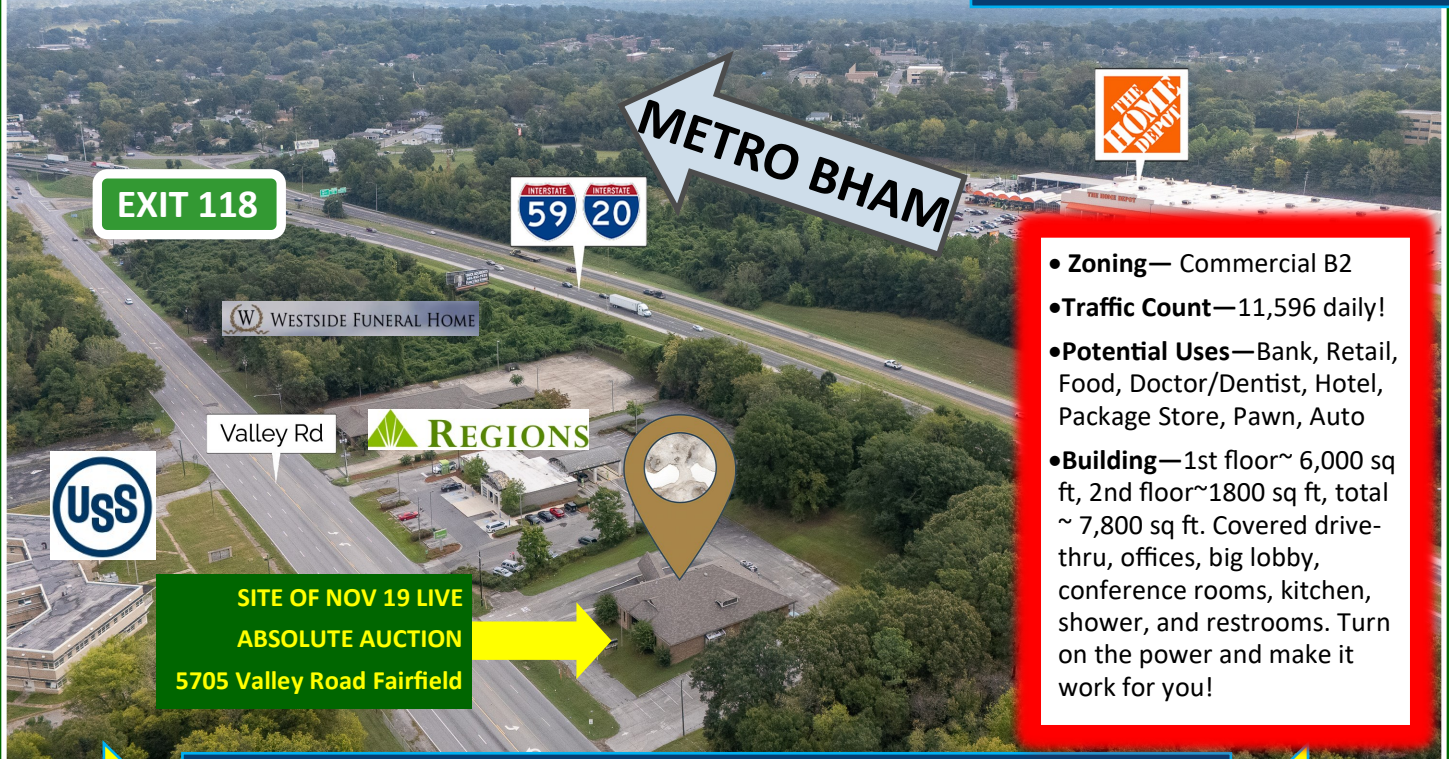 METRO BHAM
THE
HOME
DEPOT
THE HOME DEPOT
EXIT 118
INTERSTATE
59
INTERSTATE
20
W WESTSIDE FUNERAL HOME
Valley Rd
REGIONS
USS
SITE OF NOV 19 LIVE
ABSOLUTE AUCTION
5705 Valley Road Fairfield
• Zoning— Commercial B2
•Traffic Count—11,596 daily!
•Potential Uses—Bank, Retail,
Food, Doctor/Dentist, Hotel,
Package Store, Pawn, Auto
•Building—1st floor~ 6,000 sq
ft, 2nd floor~1800 sq ft, total
~ 7,800 sq ft. Covered drive-
thru, offices, big lobby,
conference rooms, kitchen,
shower, and restrooms. Turn
on the power and make it
work for you!